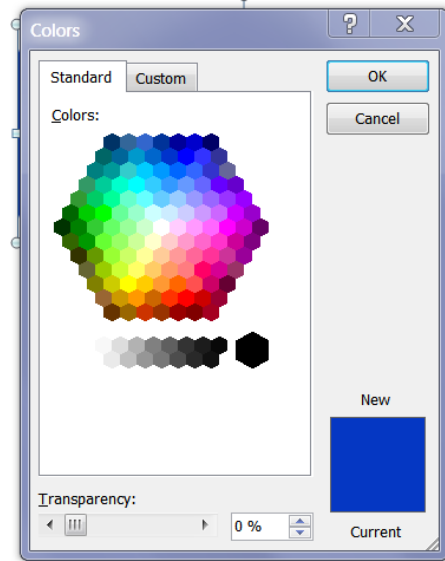 Colors
Standard
Custom
OK
Colors:
Cancel
New
Transparency:
0 %
Current